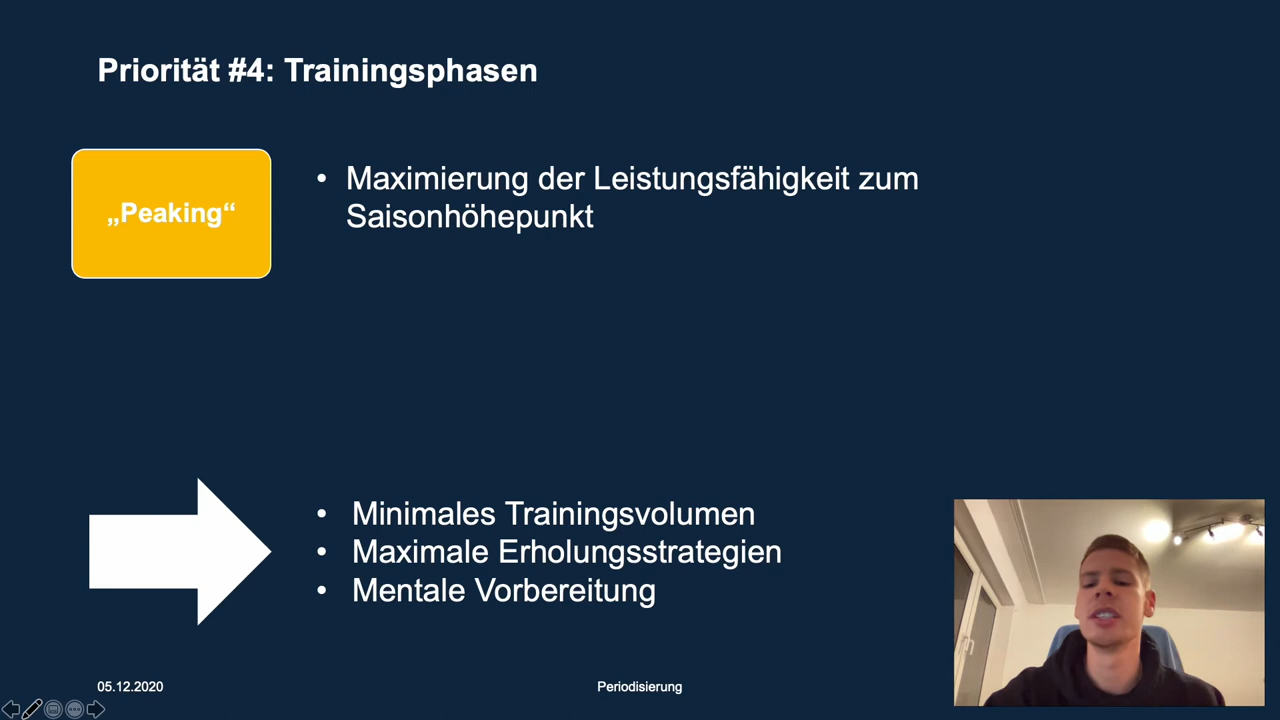 Priorität #4: Trainingsphasen
„Peaking“
• Maximierung der Leistungsfähigkeit zum
Saisonhöhepunkt
• Minimales Trainingsvolumen
• Maximale Erholungsstrategien
• Mentale Vorbereitung
05.12.2020
Periodisierung